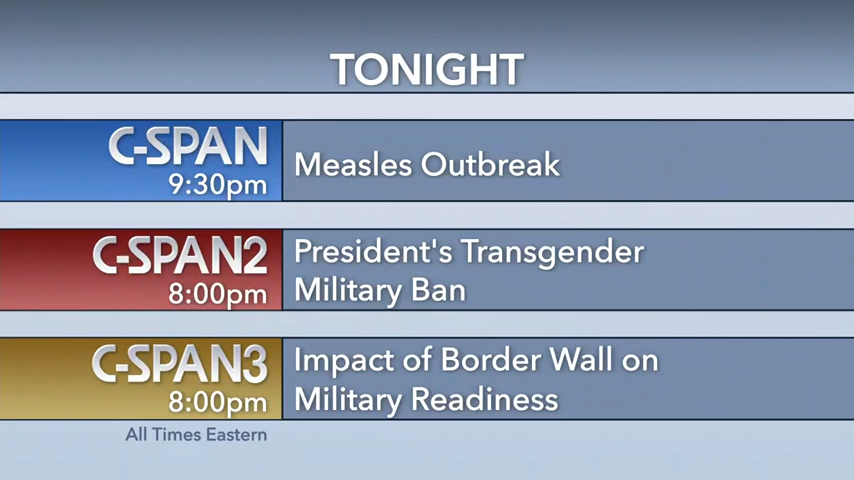 TONIGHT
C-SPAN
9:30pm
Measles Outbreak
C-SPAN2
8:00pm
President's Transgender
Military Ban
C-SPAN3
8:00pm
Impact of Border Wall on
Military Readiness
All Times Eastern